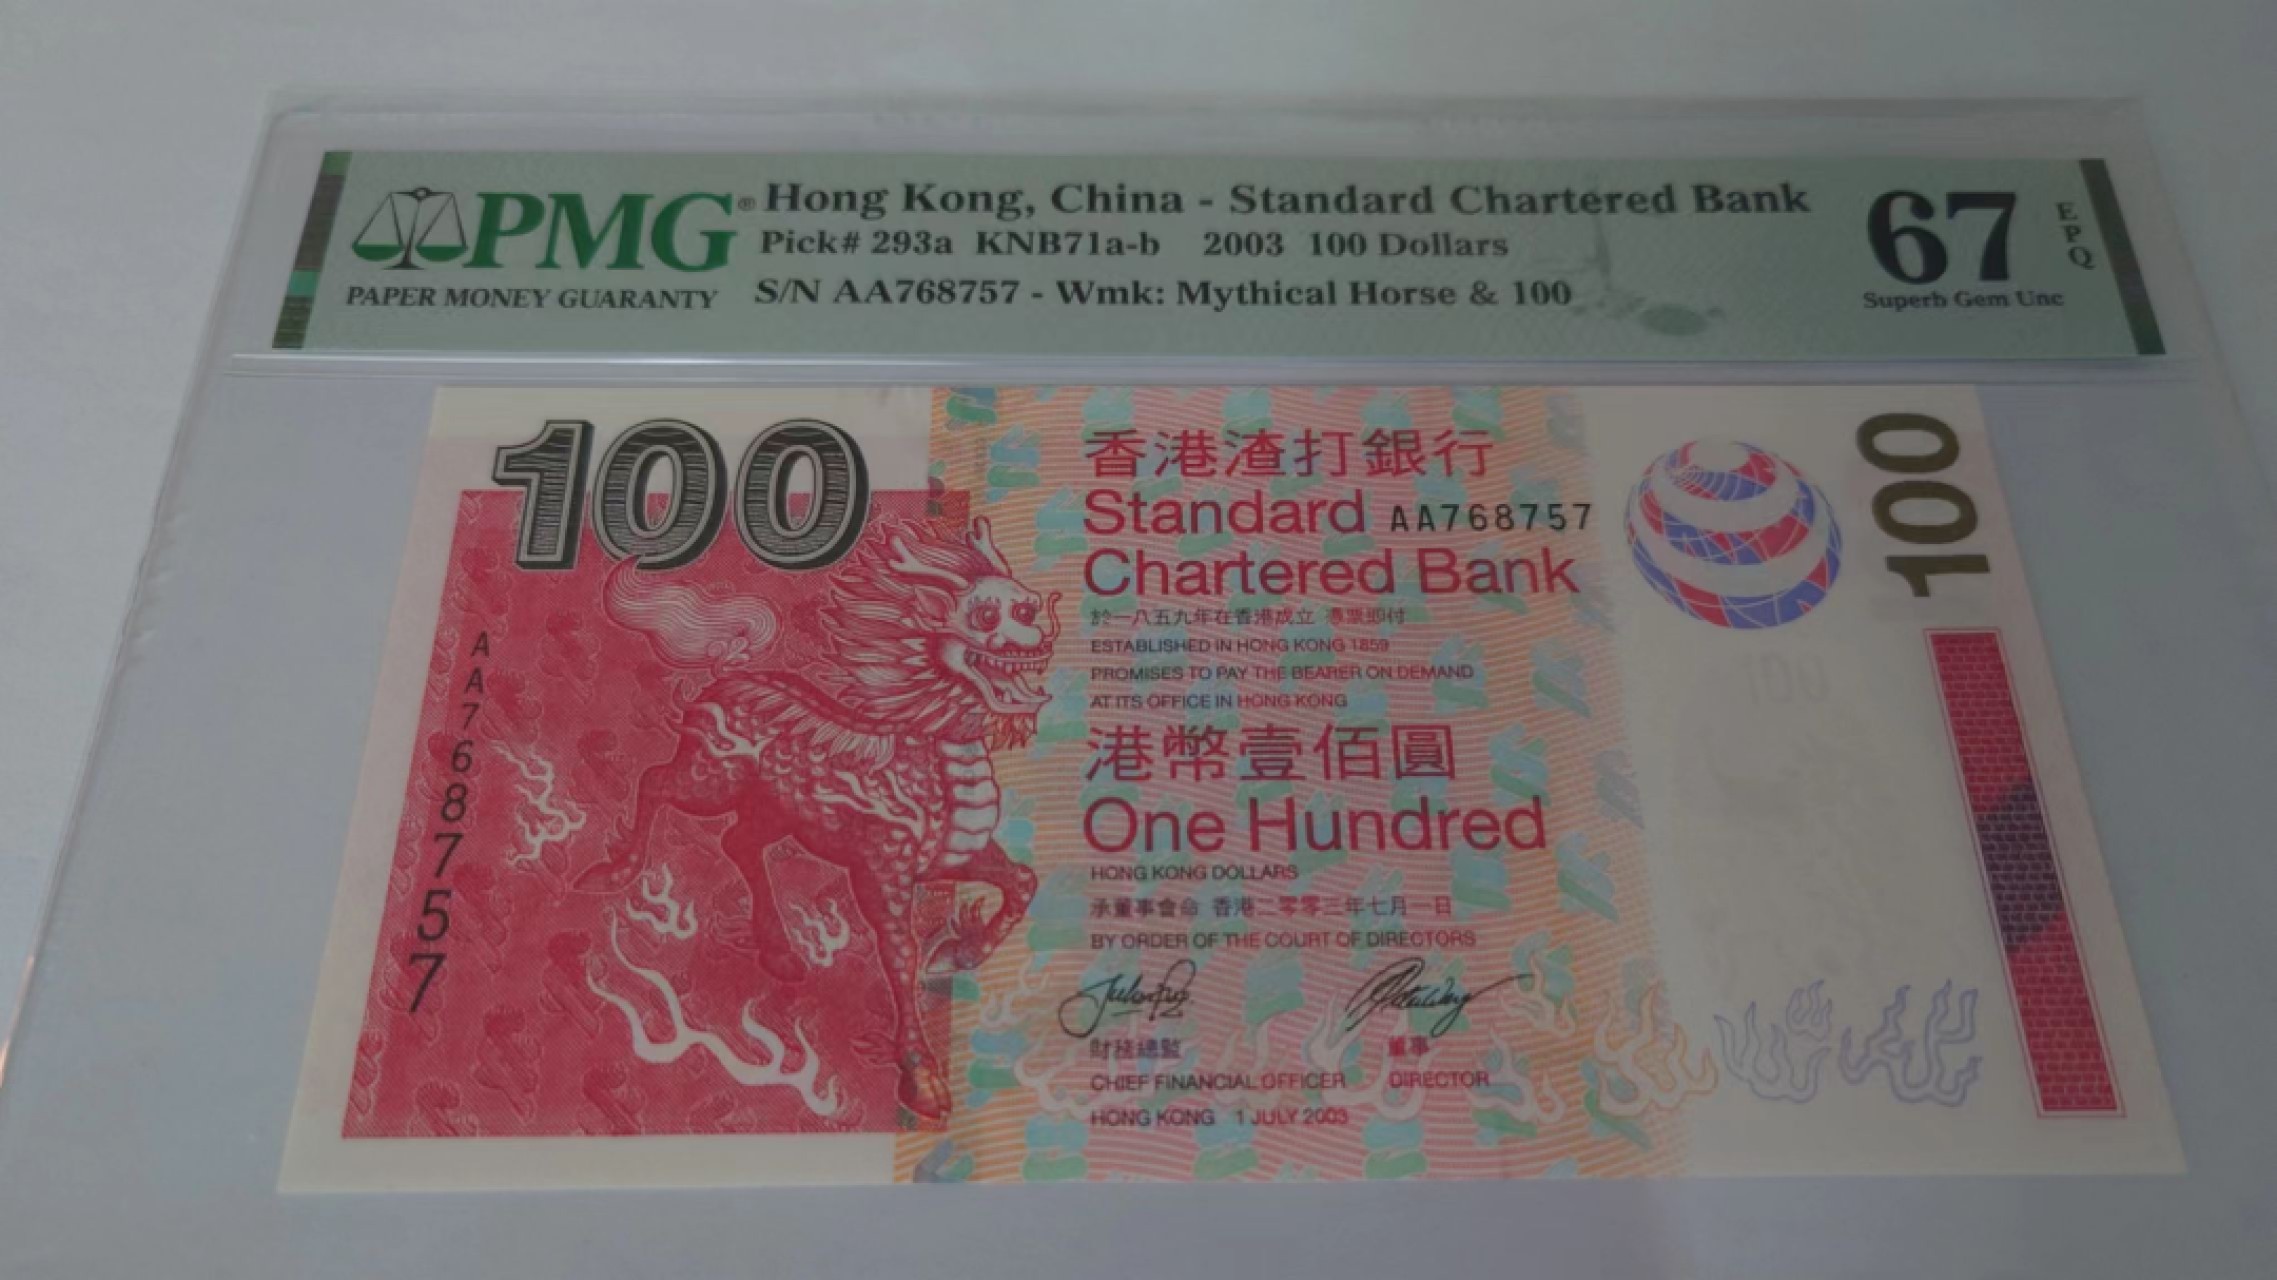 PMG®
PAPER MONEY GUARANTY
Hong Kong, China - Standard Chartered Bank
Pick# 293a KNB71a-b 2003 100 Dollars
S/N AA768757 - Wmk: Mythical Horse & 100
67
EPQ
Superb Gem Unc
100
香港渣打銀行
Standard AA768757
Chartered Bank
於一八五九年在香港成立 憑票即付
ESTABLISHED IN HONG KONG 1859
PROMISES TO PAY THE BEARER ON DEMAND
AT ITS OFFICE IN HONG KONG
港幣壹佰圓
One Hundred
HONG KONG DOLLARS
承董事會命 香港二零零三年七月一日
BY ORDER OF THE COURT OF DIRECTORS
財務總監 董事
CHIEF FINANCIAL OFFICER DIRECTOR
HONG KONG 1 JULY 2003
AA768757
100